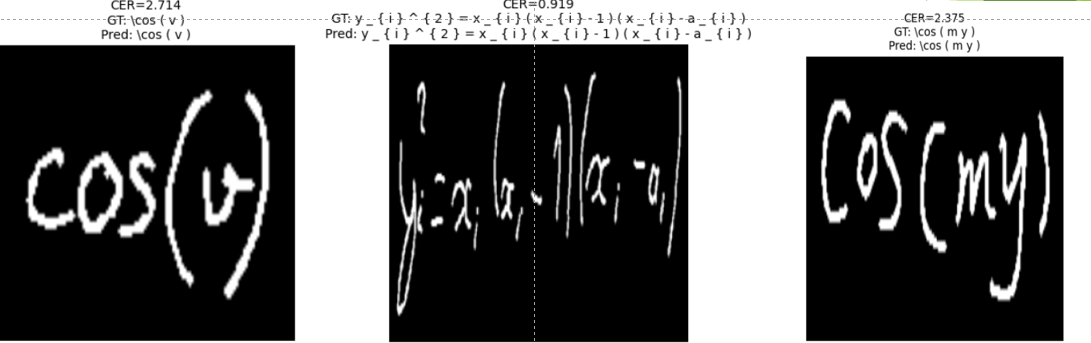 CER=2.714
GT: \cos ( v )
Pred: \cos ( v )
cos(v)
CER=0.919
GT: y _ { i } ^ { 2 } = x _ { i } ( x _ { i } - 1 ) ( x _ { i } - a _ { i } )
Pred: y _ { i } ^ { 2 } = x _ { i } ( x _ { i } - 1 ) ( x _ { i } - a _ { i } )
y_i^2 = x_i (x_i - 1)(x_i - a_i)
CER=2.375
GT: \cos ( m y )
Pred: \cos ( m y )
cos(my)